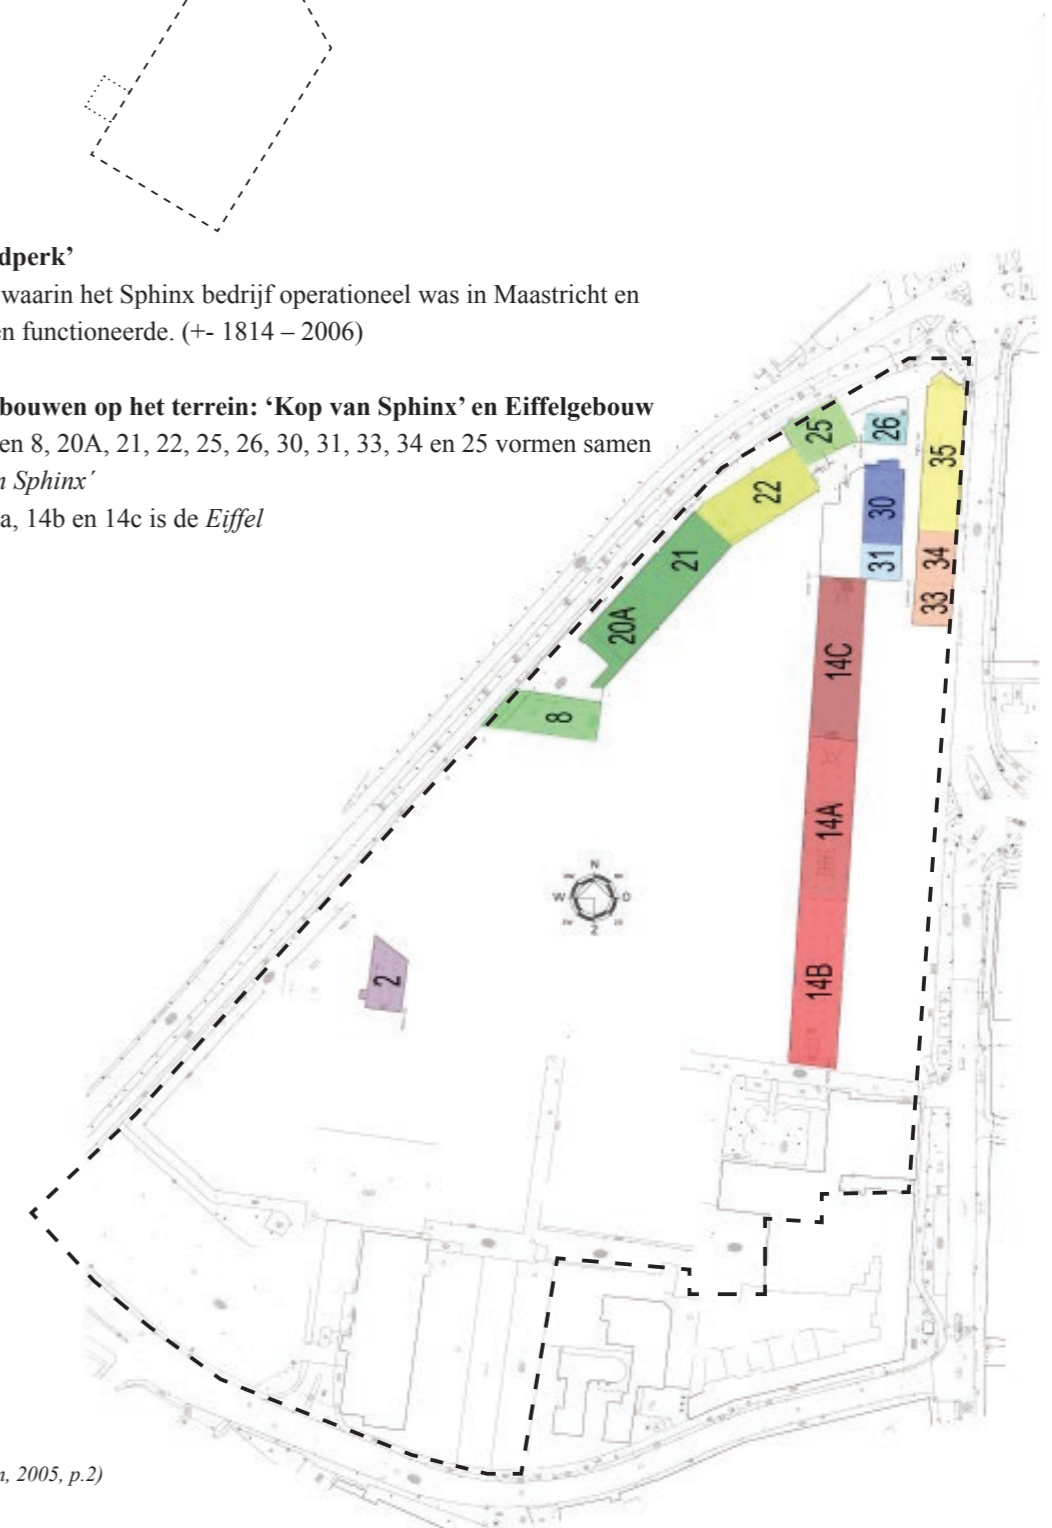 dperk’
waarin het Sphinx bedrijf operationeel was in Maastricht en
en functioneerde. (+- 1814 – 2006)
bouwen op het terrein: ‘Kop van Sphinx’ en Eiffelgebouw
en 8, 20A, 21, 22, 25, 26, 30, 31, 33, 34 en 25 vormen samen
n Sphinx´
a, 14b en 14c is de Eiffel
25
26
35
22
30
21
31
34
33
20A
14C
8
14A
N
W
O
Z
2
14B
n, 2005, p.2)